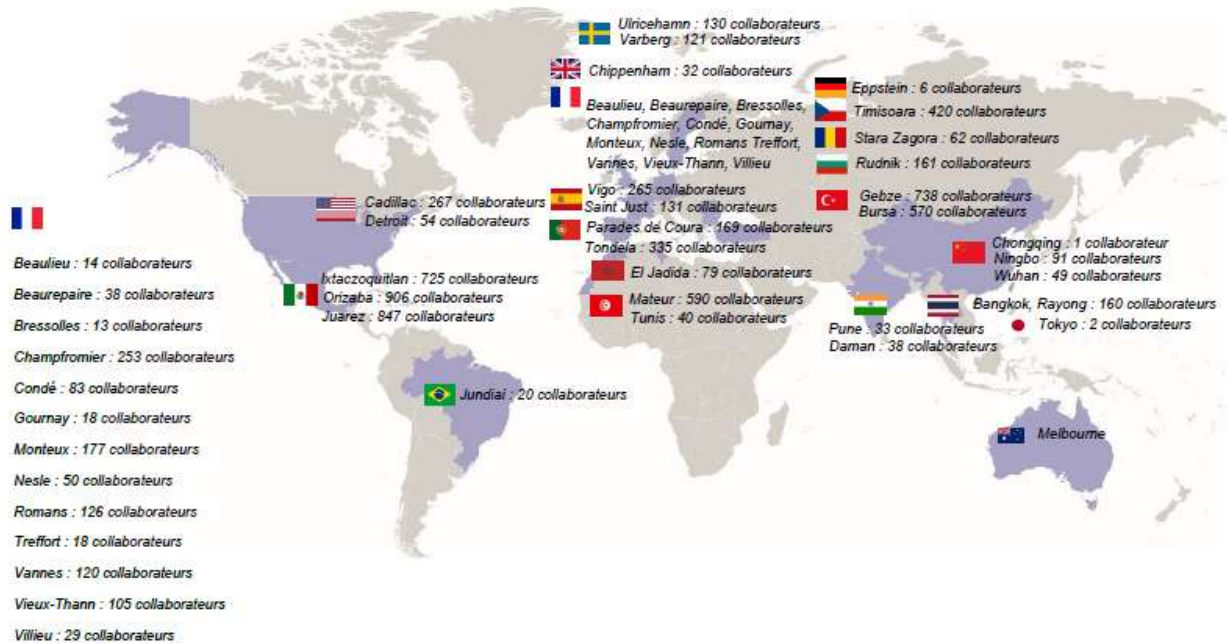 Ulricehamn : 130 collaborateurs
Varberg : 121 collaborateurs
Chippenham : 32 collaborateurs
Beaulieu, Beaurepaire, Bressolles,
Champfromier, Condé, Gournay,
Monteux, Nesle, Romans Treffort,
Vannes, Vieux-Thann, Villieu
Eppstein : 6 collaborateurs
Timisoara : 420 collaborateurs
Stara Zagora : 62 collaborateurs
Rudnik : 161 collaborateurs
Cadillac : 267 collaborateurs
Detroit : 54 collaborateurs
Vigo : 265 collaborateurs
Saint Just : 131 collaborateurs
Parades de Coura : 169 collaborateurs
Tondela : 335 collaborateurs
Gebze : 738 collaborateurs
Bursa : 570 collaborateurs
Chongqing : 1 collaborateur
Ningbo : 91 collaborateurs
Wuhan : 49 collaborateurs
Ixtaczoquitlan : 725 collaborateurs
Orizaba : 906 collaborateurs
Juarez : 847 collaborateurs
El Jadida : 79 collaborateurs
Mateur : 590 collaborateurs
Tunis : 40 collaborateurs
Bangkok, Rayong : 160 collaborateurs
Tokyo : 2 collaborateurs
Pune : 33 collaborateurs
Daman : 38 collaborateurs
Jundiai : 20 collaborateurs
Melbourne
Beaulieu : 14 collaborateurs
Beaurepaire : 38 collaborateurs
Bressolles : 13 collaborateurs
Champfromier : 253 collaborateurs
Condé : 83 collaborateurs
Gournay : 18 collaborateurs
Monteux : 177 collaborateurs
Nesle : 50 collaborateurs
Romans : 126 collaborateurs
Treffort : 18 collaborateurs
Vannes : 120 collaborateurs
Vieux-Thann : 105 collaborateurs
Villieu : 29 collaborateurs